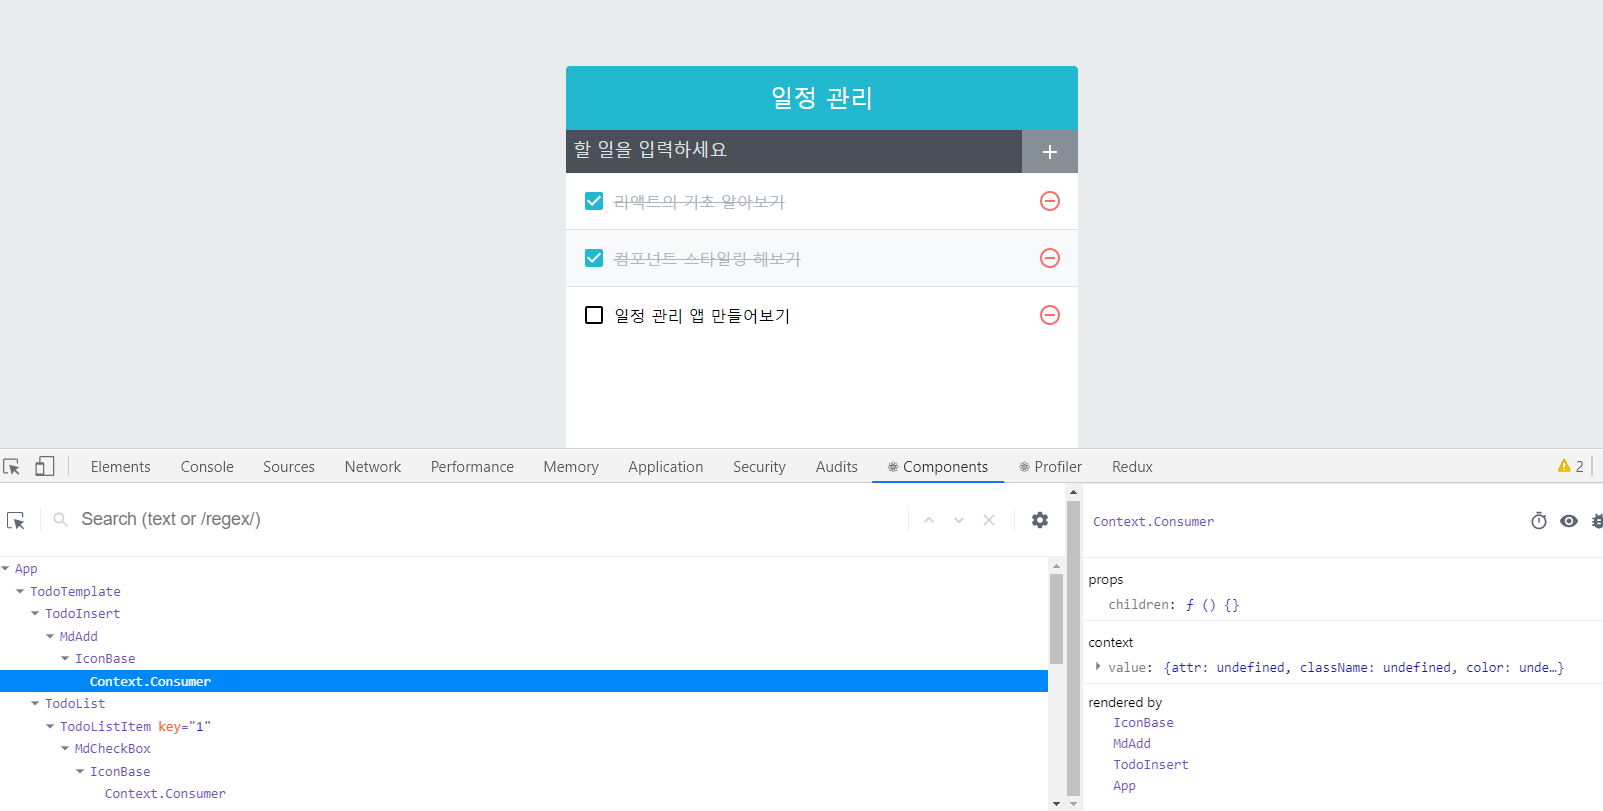 일정 관리
할 일을 입력하세요
리액트의 기초 알아보기
컴포넌트 스타일링 해보기
일정 관리 앱 만들어보기
Elements Console Sources Network Performance Memory Application Security Audits Components Profiler Redux 2
Search (text or /regex/)
App
TodoTemplate
TodoInsert
MdAdd
IconBase
Context.Consumer
TodoList
TodoListItem key="1"
MdCheckBox
IconBase
Context.Consumer
Context.Consumer
props
children: ƒ () {}
context
value: {attr: undefined, className: undefined, color: unde…}
rendered by
IconBase
MdAdd
TodoInsert
App